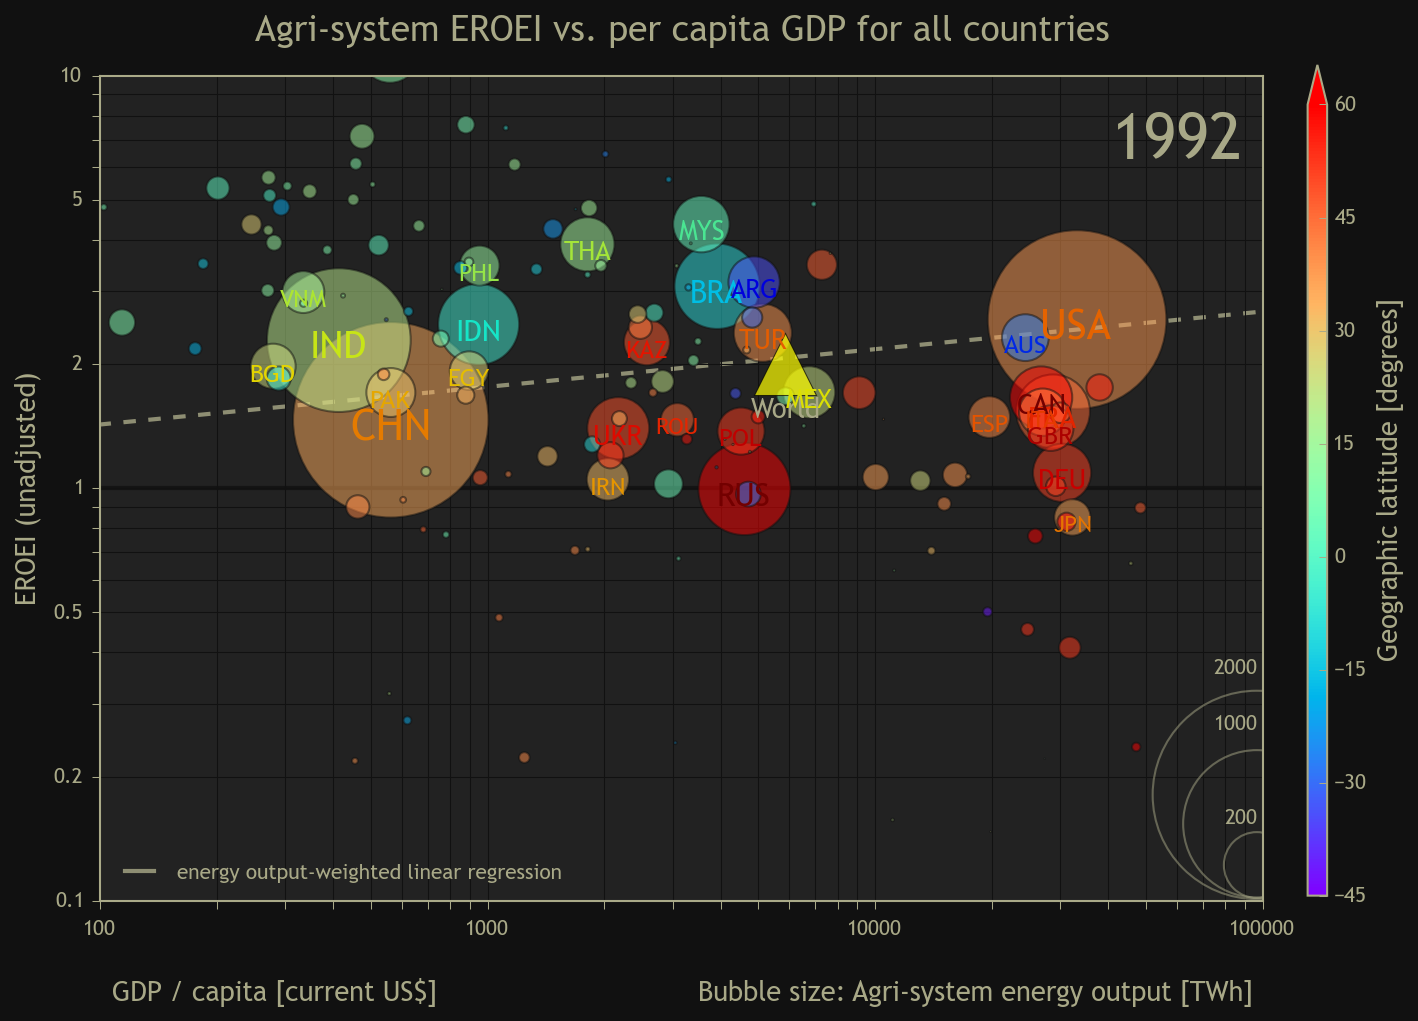 Agri-system EROEI vs. per capita GDP for all countries
1992
10
5
2
1
0.5
0.2
0.1
EROEI (unadjusted)
MYS
THA
PHL
BRA
ARG
VNM
IDN
IND
USA
TUR
AUS
KAZ
BGD
EGY
PAK
CHN
World
MEX
CAN
FRA
ESP
ROU
UKR
POL
GBR
IRN
RUS
DEU
JPN
2000
1000
200
energy output-weighted linear regression
100
1000
10000
100000
GDP / capita [current US$]
Bubble size: Agri-system energy output [TWh]
60
45
30
15
0
−15
−30
−45
Geographic latitude [degrees]